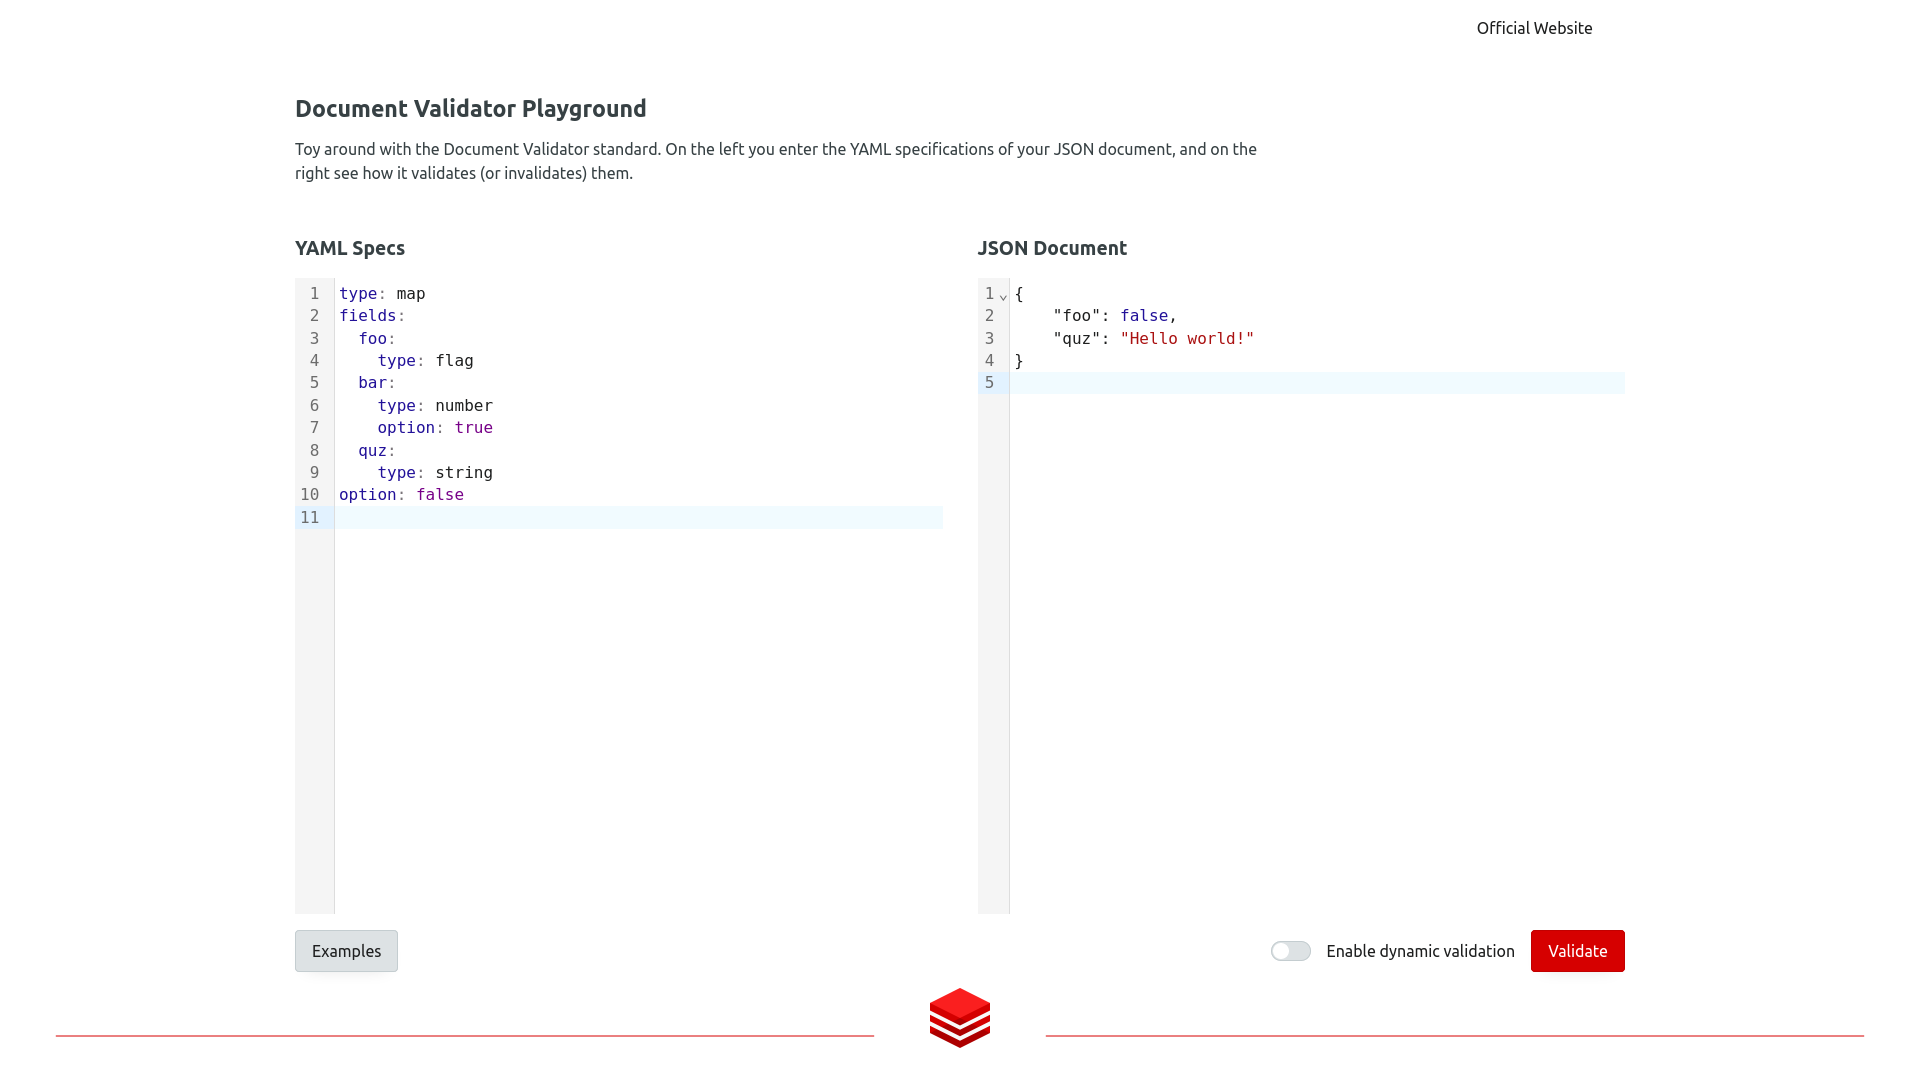 Official Website
Document Validator Playground
Toy around with the Document Validator standard. On the left you enter the YAML specifications of your JSON document, and on the
right see how it validates (or invalidates) them.
YAML Specs
1 type: map
2 fields:
3   foo:
4     type: flag
5   bar:
6     type: number
7     option: true
8   quz:
9     type: string
10 option: false
11
JSON Document
1 {
2     "foo": false,
3     "quz": "Hello world!"
4 }
5
Examples
Enable dynamic validation
Validate